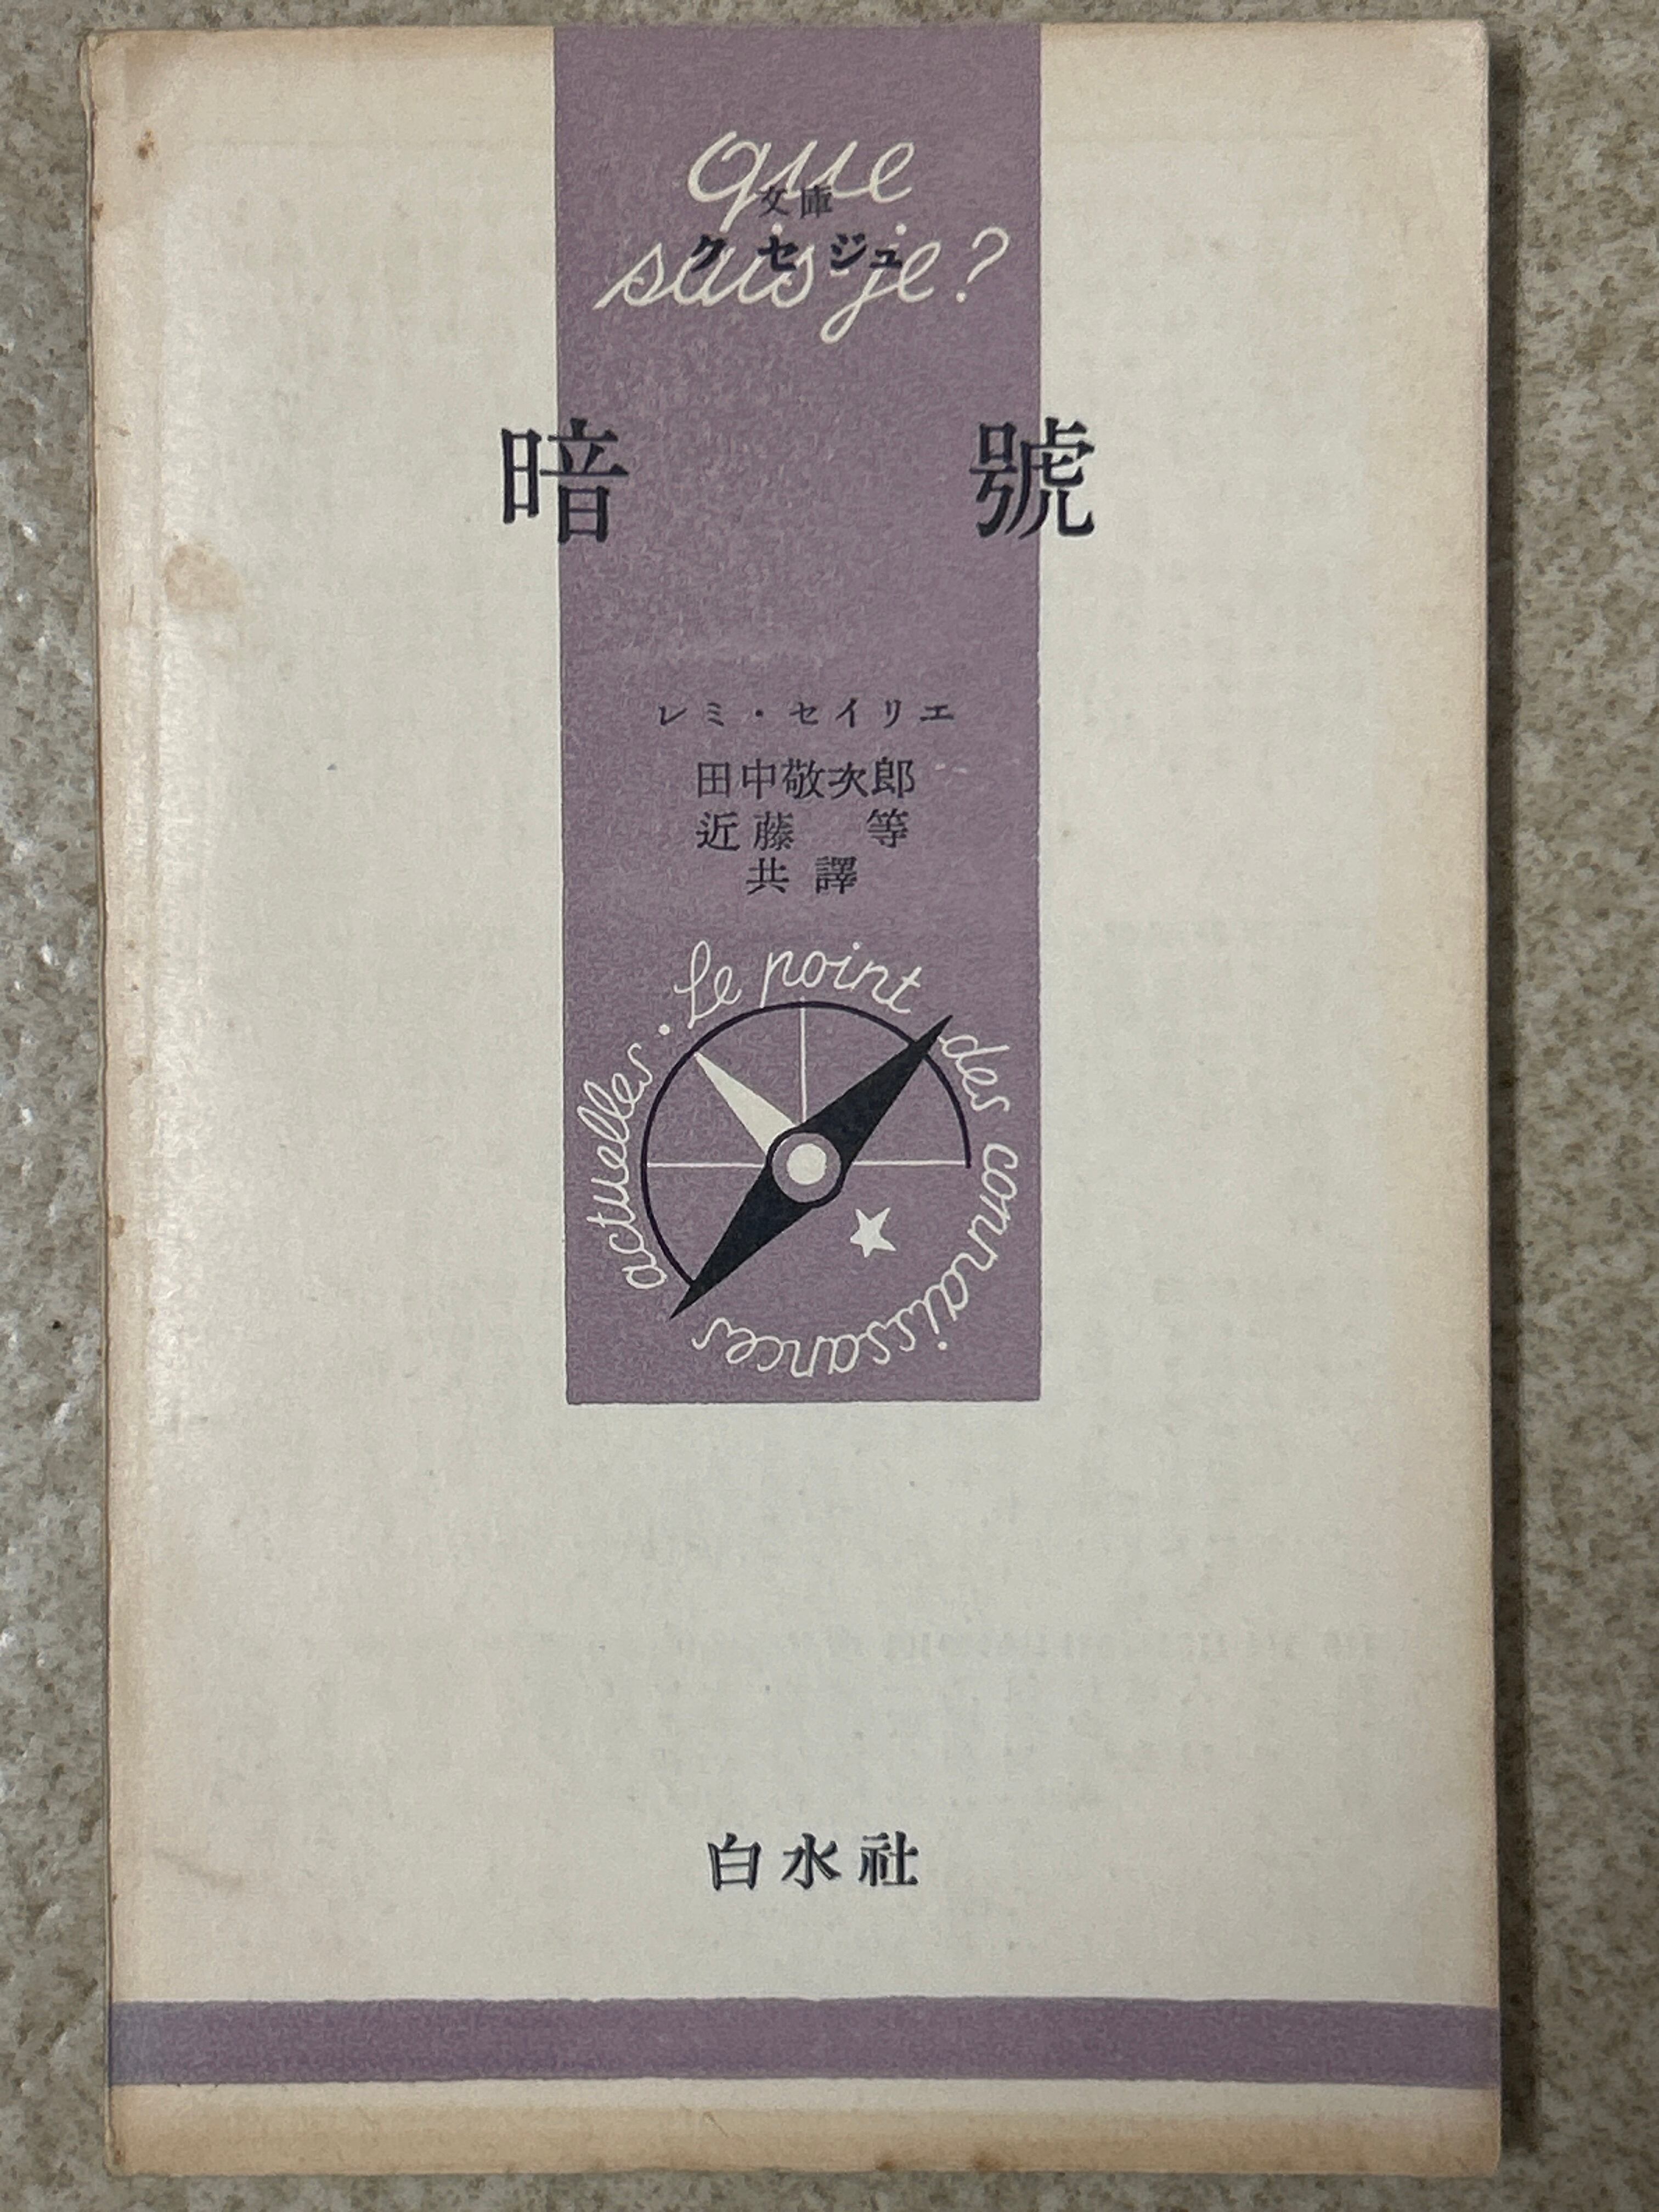 que
文庫
クセジュ
sais-je?
暗號
レミ・セイリエ
田中敬次郎
近藤 等
共譯
Le point des connaissances actuelles.
白水社